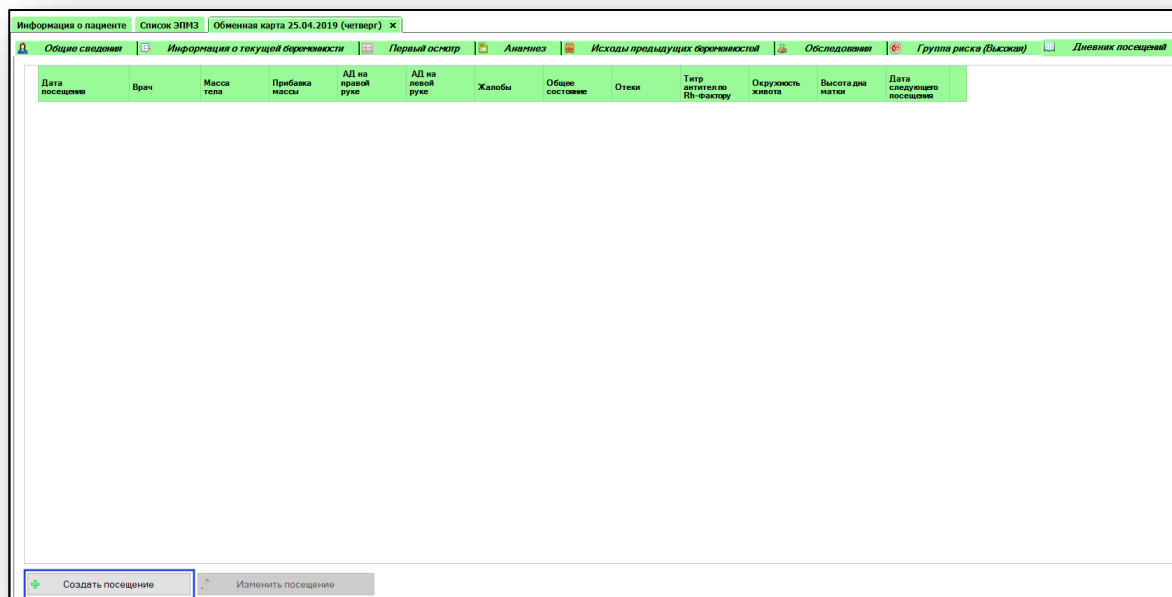 Информация о пациенте Список ЭПМЗ Обменная карта 25.04.2019 (четверг) ×
Общие сведения Информация о текущей беременности Первый осмотр Анамнез Исходы предыдущих беременностей Обследования Группа риска (Высокая) Дневник посещений
Дата посещения Врач Масса тела Прибавка массы АД на правой руке АД на левой руке Жалобы Общее состояние Отеки Титр антител по Rh-фактору Окружность живота Высота дна матки Дата следующего посещения
Создать посещение Изменить посещение